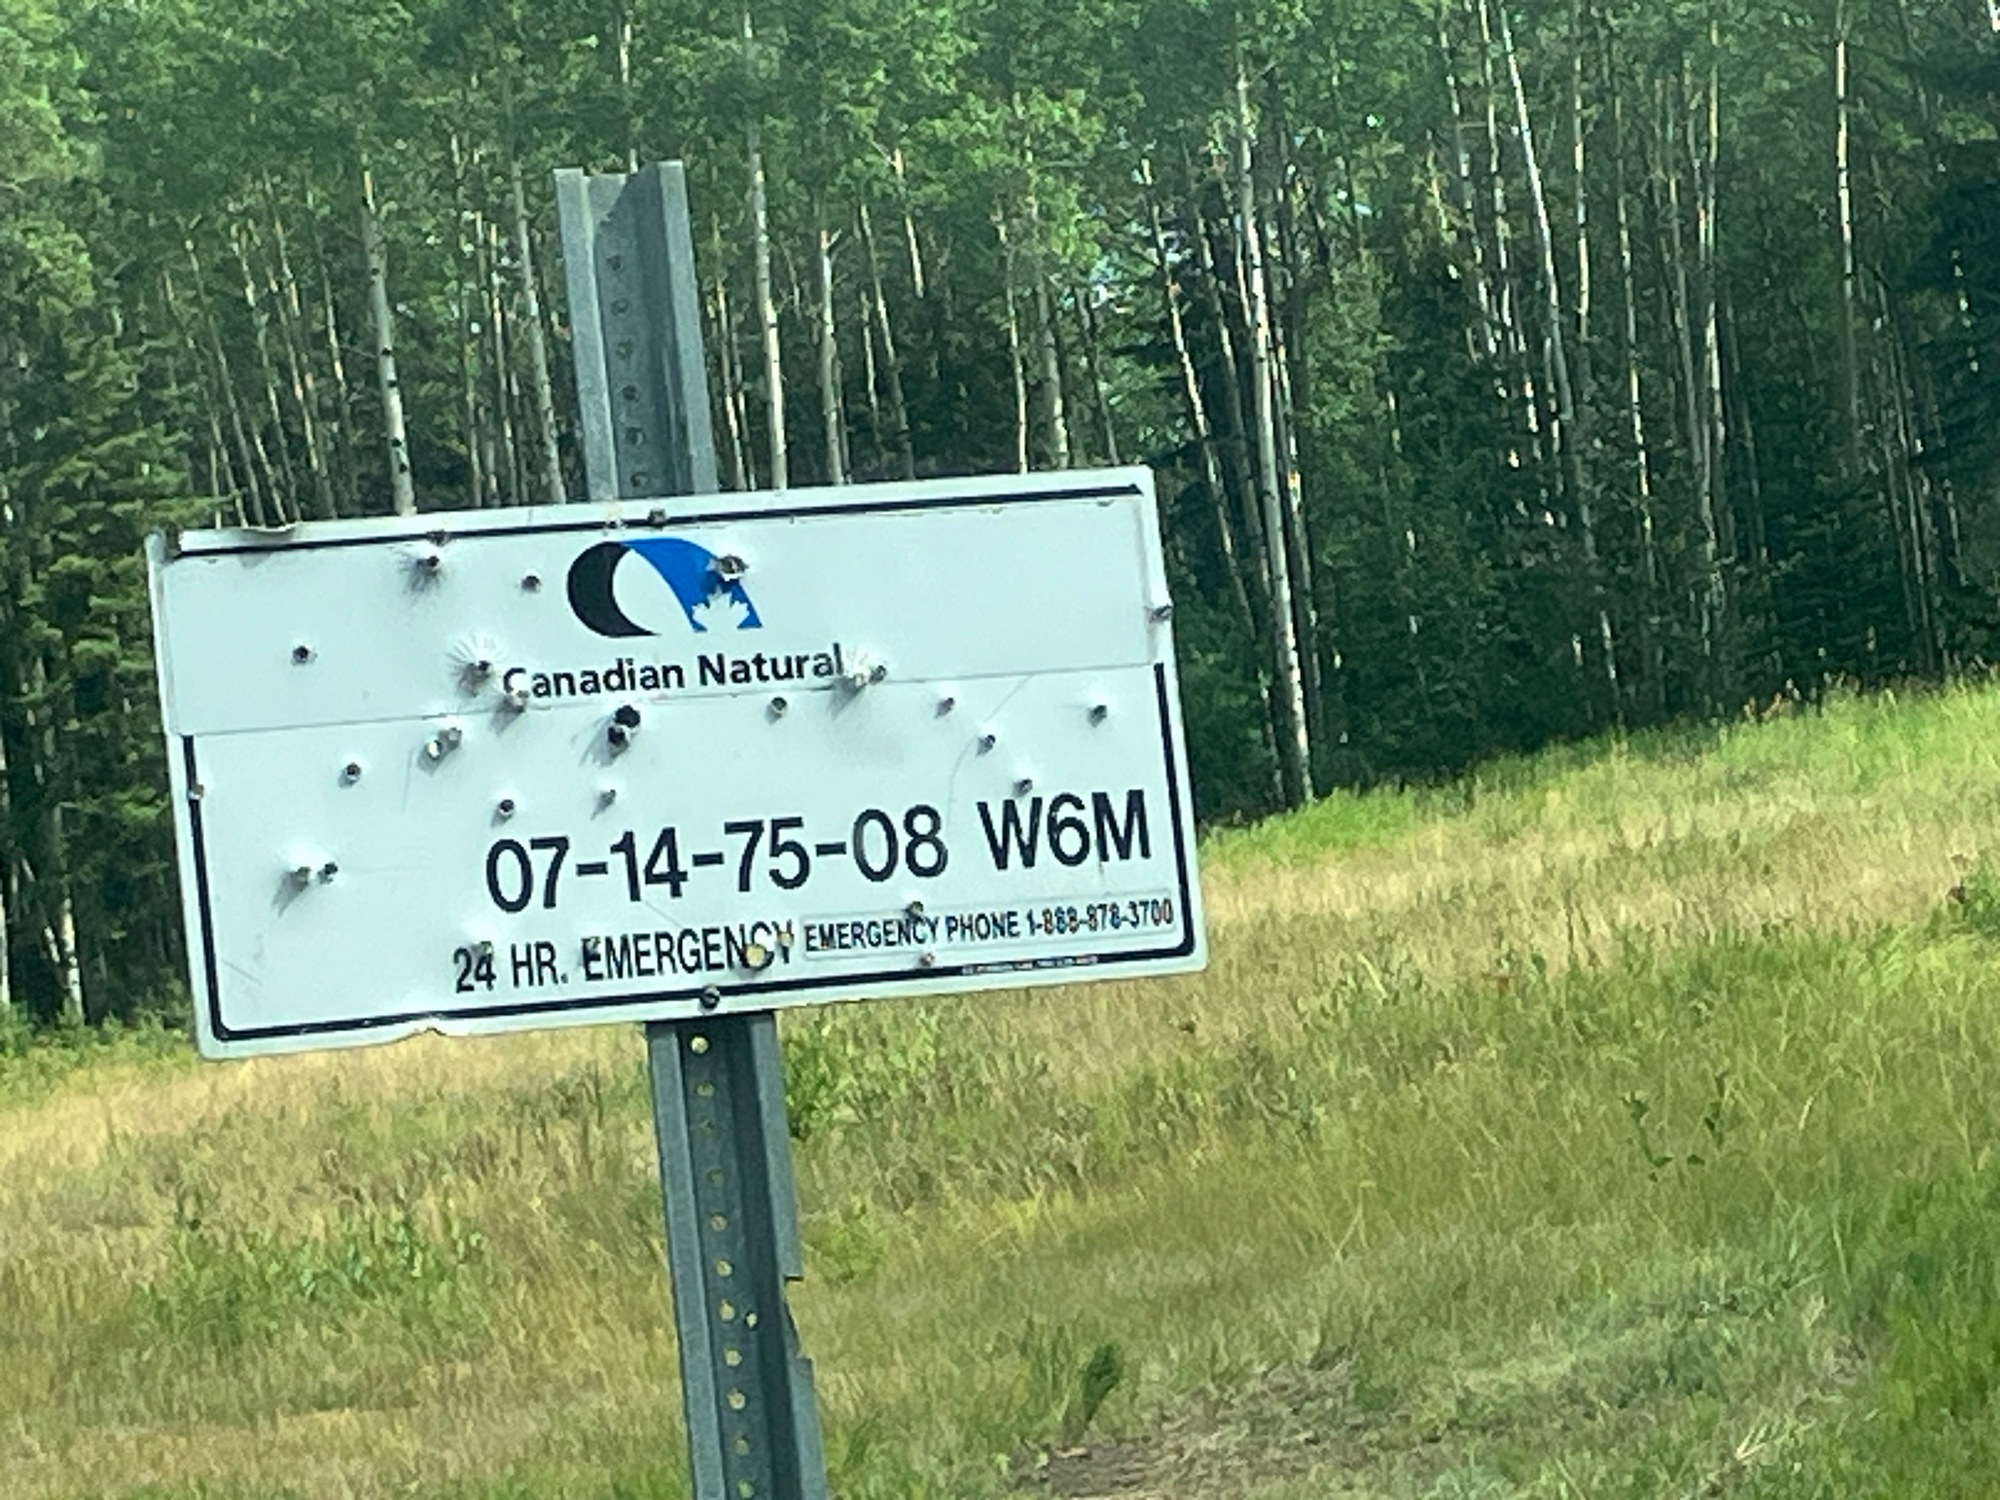 Canadian Natural
07-14-75-08 W6M
24 HR. EMERGENCY EMERGENCY PHONE 1-888-878-3700